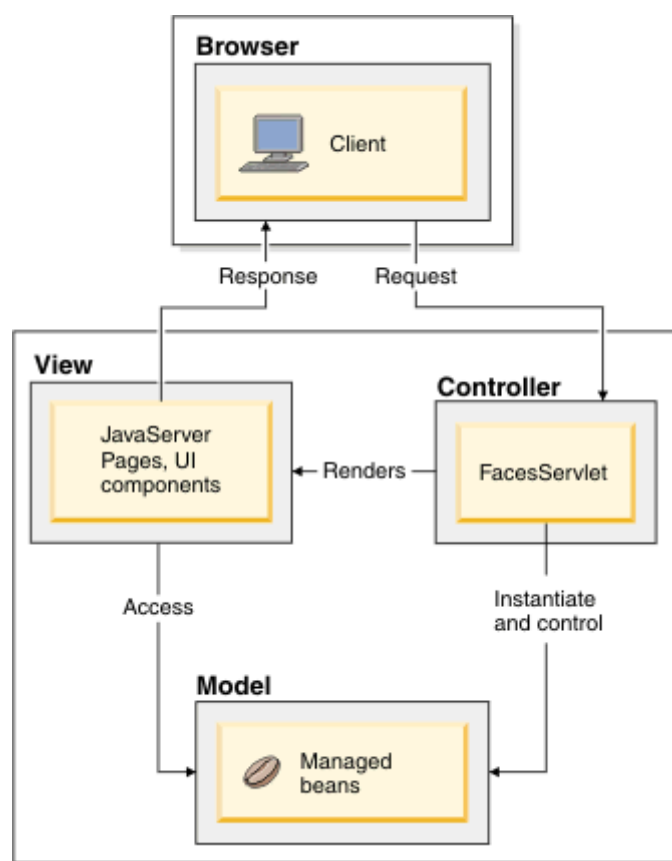 Browser
Client
Response
Request
View
Controller
JavaServer
Pages, UI
components
Renders
FacesServlet
Access
Instantiate
and control
Model
Managed
beans